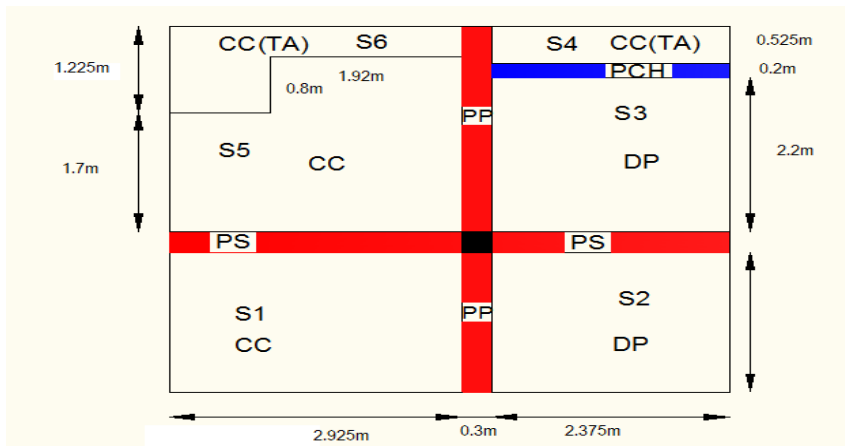 CC(TA) S6 S4 CC(TA) 0.525m
1.225m 0.8m 1.92m PCH 0.2m
PP S3
S5 CC DP
1.7m 2.2m
PS PS
S1 PP S2
CC DP
2.925m 0.3m 2.375m